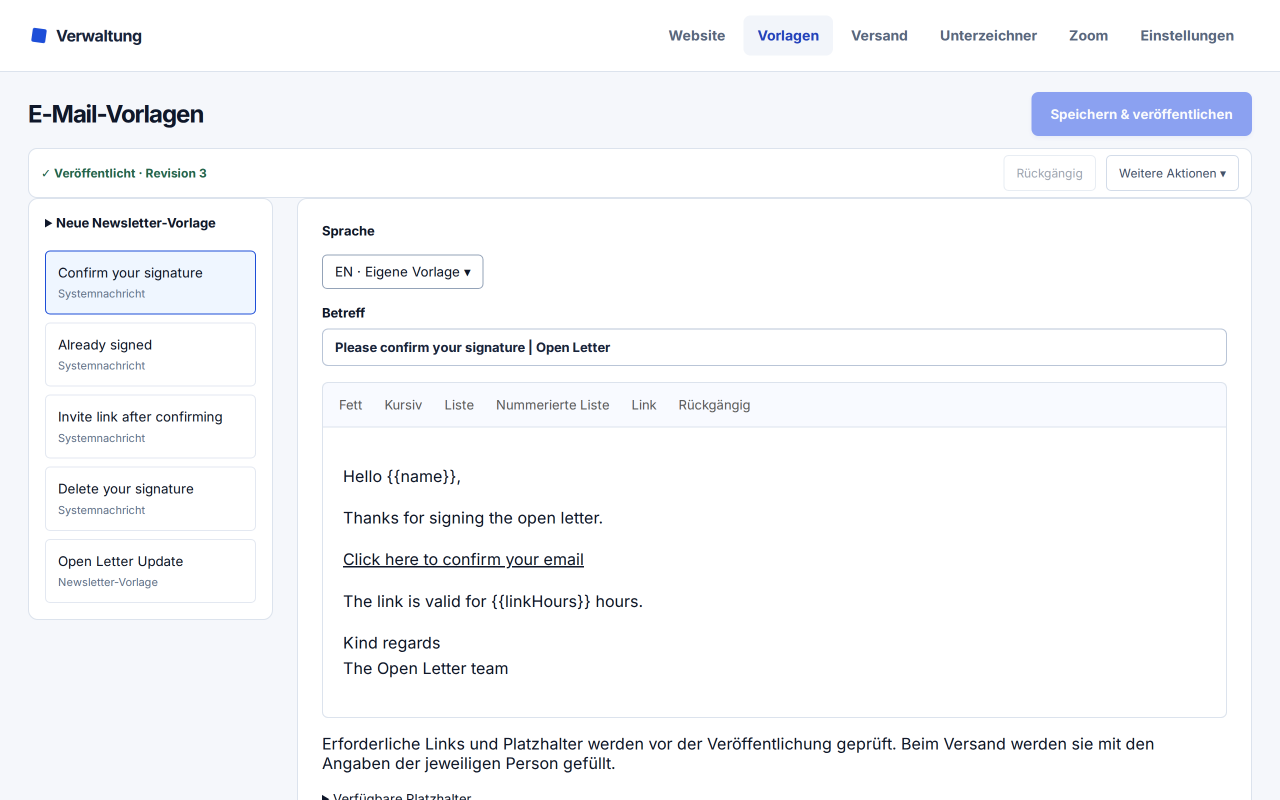 Verwaltung
Website
Vorlagen
Versand
Unterzeichner
Zoom
Einstellungen
E-Mail-Vorlagen
Speichern & veröffentlichen
✓ Veröffentlicht · Revision 3
Rückgängig
Weitere Aktionen ▾
▶ Neue Newsletter-Vorlage
Confirm your signature
Systemnachricht
Already signed
Systemnachricht
Invite link after confirming
Systemnachricht
Delete your signature
Systemnachricht
Open Letter Update
Newsletter-Vorlage
Sprache
EN · Eigene Vorlage ▾
Betreff
Please confirm your signature | Open Letter
Fett
Kursiv
Liste
Nummerierte Liste
Link
Rückgängig
Hello {{name}},
Thanks for signing the open letter.
Click here to confirm your email
The link is valid for {{linkHours}} hours.
Kind regards
The Open Letter team
Erforderliche Links und Platzhalter werden vor der Veröffentlichung geprüft. Beim Versand werden sie mit den
Angaben der jeweiligen Person gefüllt.
▶ Verfügbare Platzhalter